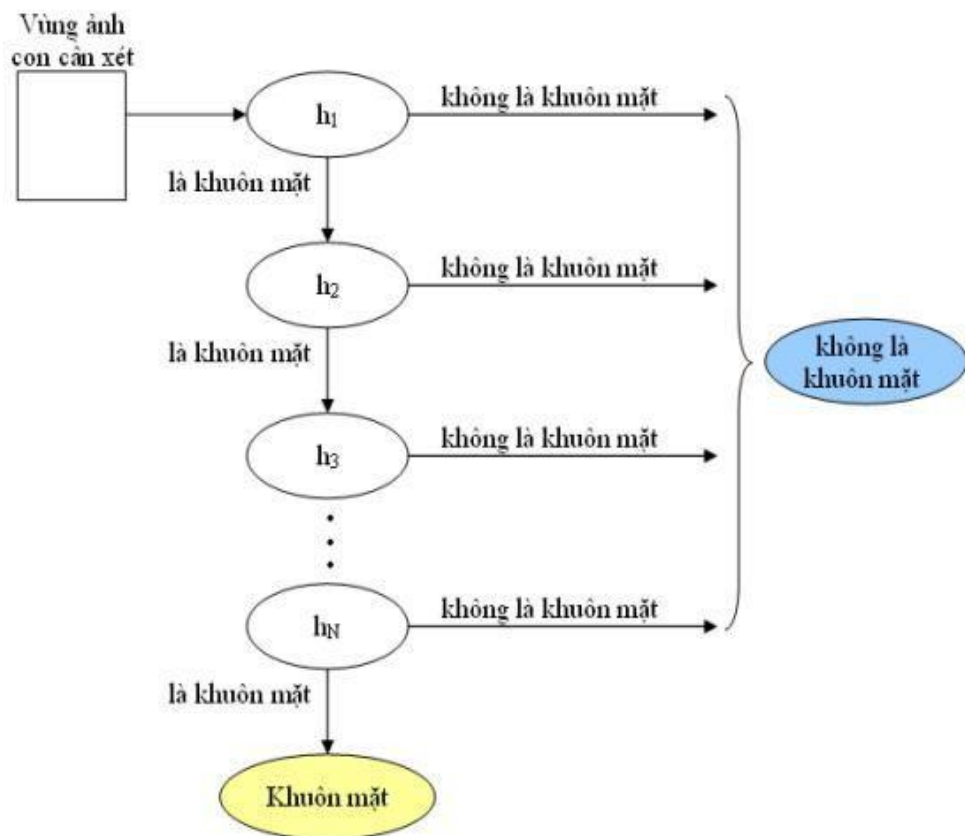 Vùng ảnh
con cần xét
h₁
không là khuôn mặt
là khuôn mặt
h₂
không là khuôn mặt
là khuôn mặt
không là
khuôn mặt
h₃
không là khuôn mặt
h_N
không là khuôn mặt
là khuôn mặt
Khuôn mặt